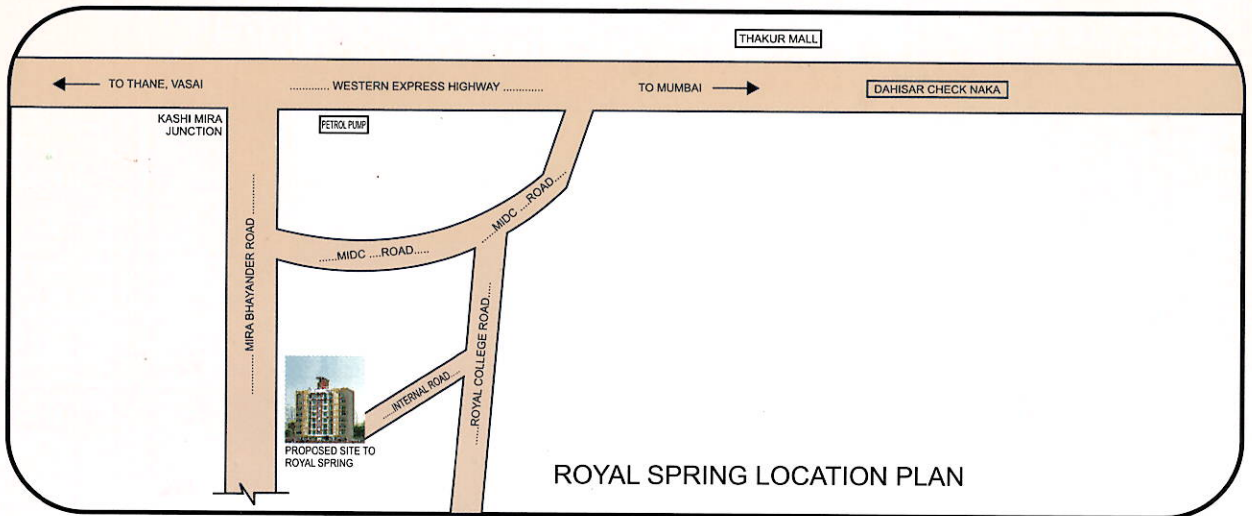 THAKUR MALL
TO THANE, VASAI
............ WESTERN EXPRESS HIGHWAY ............
TO MUMBAI
DAHISAR CHECK NAKA
KASHI MIRA
JUNCTION
PETROL PUMP
......... MIRA BHAYANDER ROAD .........
......MIDC ....ROAD.....
......MIDC ....ROAD.....
......ROYAL COLLEGE ROAD......
.....INTERNAL ROAD.....
PROPOSED SITE TO
ROYAL SPRING
ROYAL SPRING LOCATION PLAN